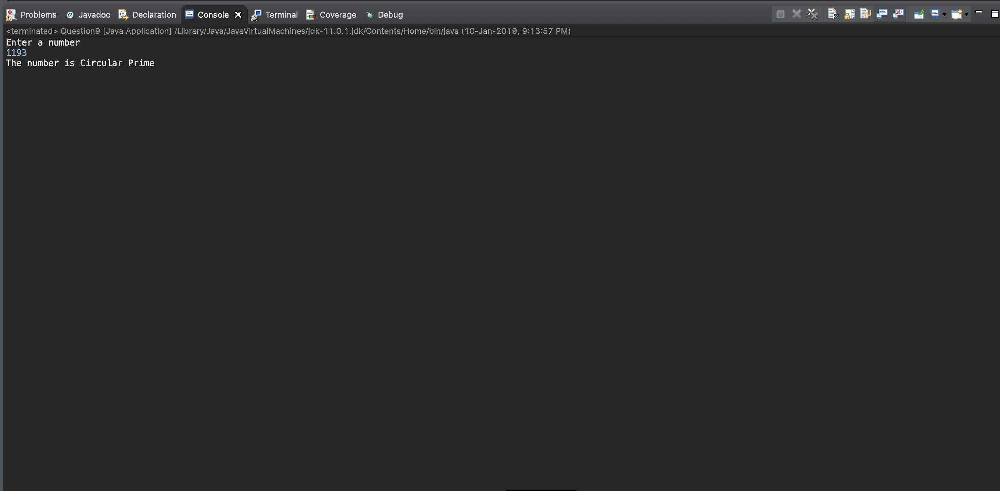 Problems @ Javadoc Declaration Console Terminal Coverage Debug
<terminated> Question9 [Java Application] /Library/Java/JavaVirtualMachines/jdk-11.0.1.jdk/Contents/Home/bin/java (10-Jan-2019, 9:13:57 PM)
Enter a number
1193
The number is Circular Prime